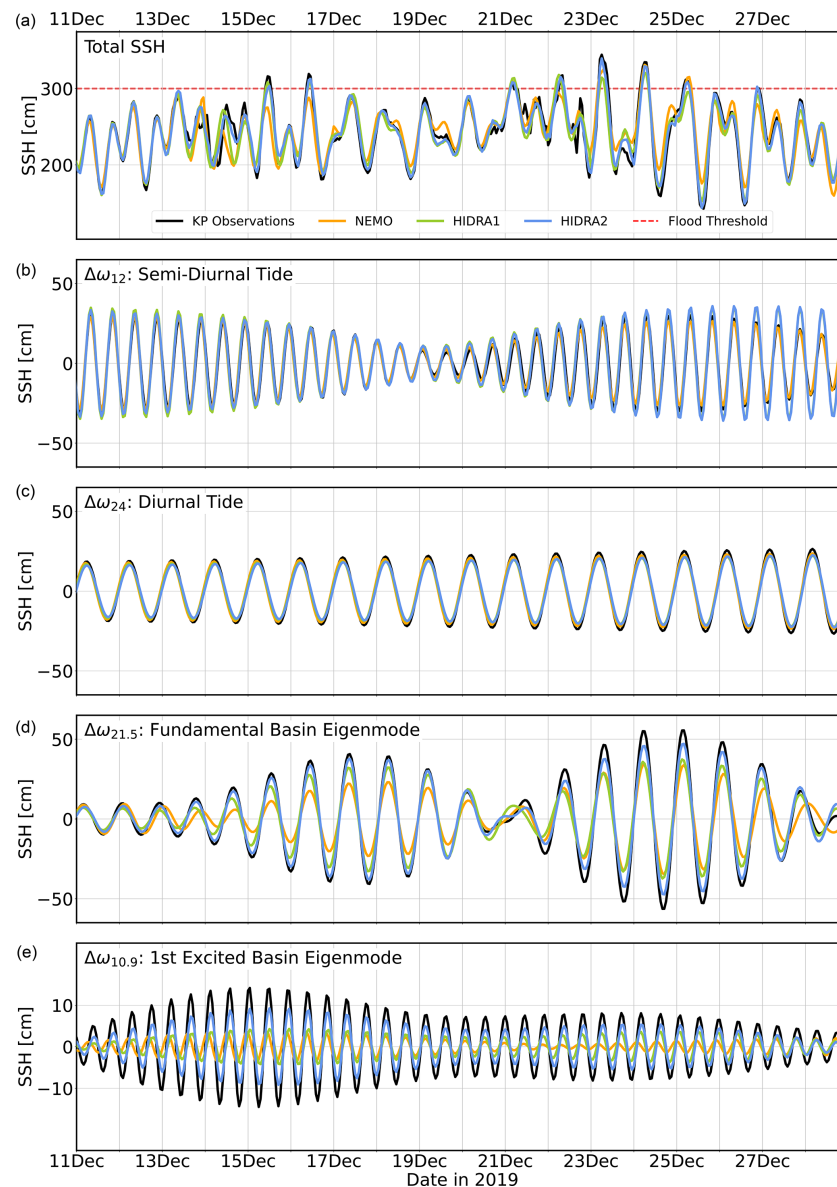 (a)
11Dec 13Dec 15Dec 17Dec 19Dec 21Dec 23Dec 25Dec 27Dec
Total SSH
SSH [cm]
300
200
KP Observations NEMO HIDRA1 HIDRA2 Flood Threshold
(b)
Δω12: Semi-Diurnal Tide
SSH [cm]
50
0
−50
(c)
Δω24: Diurnal Tide
SSH [cm]
50
0
−50
(d)
Δω21.5: Fundamental Basin Eigenmode
SSH [cm]
50
0
−50
(e)
Δω10.9: 1st Excited Basin Eigenmode
SSH [cm]
10
0
−10
11Dec 13Dec 15Dec 17Dec 19Dec 21Dec 23Dec 25Dec 27Dec
Date in 2019